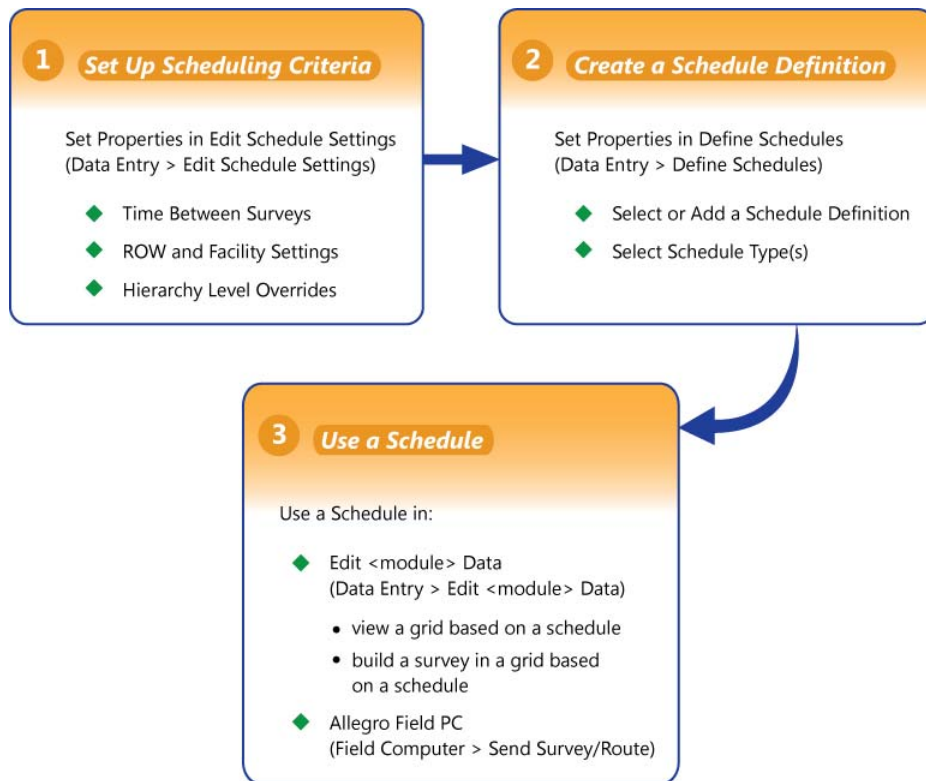 1 Set Up Scheduling Criteria
Set Properties in Edit Schedule Settings
(Data Entry > Edit Schedule Settings)
Time Between Surveys
ROW and Facility Settings
Hierarchy Level Overrides
2 Create a Schedule Definition
Set Properties in Define Schedules
(Data Entry > Define Schedules)
Select or Add a Schedule Definition
Select Schedule Type(s)
3 Use a Schedule
Use a Schedule in:
Edit <module> Data
(Data Entry > Edit <module> Data)
• view a grid based on a schedule
• build a survey in a grid based
on a schedule
Allegro Field PC
(Field Computer > Send Survey/Route)